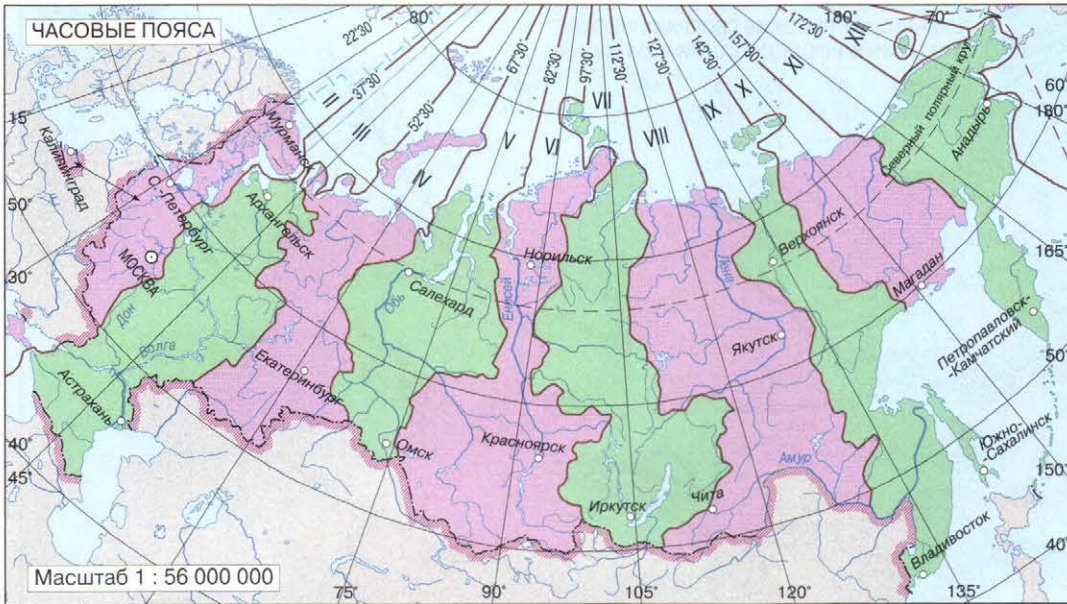 ЧАСОВЫЕ ПОЯСА
80°
22°30'
37°30'
52°30'
67°30'
82°30'
97°30'
112°30'
127°30'
142°30'
157°30'
172°30'
180°
70°
II
III
IV
V
VI
VII
VIII
IX
X
XI
XII
60°
180°
15°
Калининград
Мурманск
С.-Петербург
Архангельск
МОСКВА
50°
30°
Северный полярный круг
Анадырь
165°
Верхоянск
Магадан
Норильск
Салехард
Обь
Енисей
Лена
Дон
Волга
Якутск
Петропавловск-
-Камчатский
50°
Екатеринбург
Астрахань
Омск
Красноярск
Иркутск
Чита
Амур
Южно-
-Сахалинск
150°
40°
45°
Владивосток
40°
Масштаб 1 : 56 000 000
75°
90°
105°
120°
135°